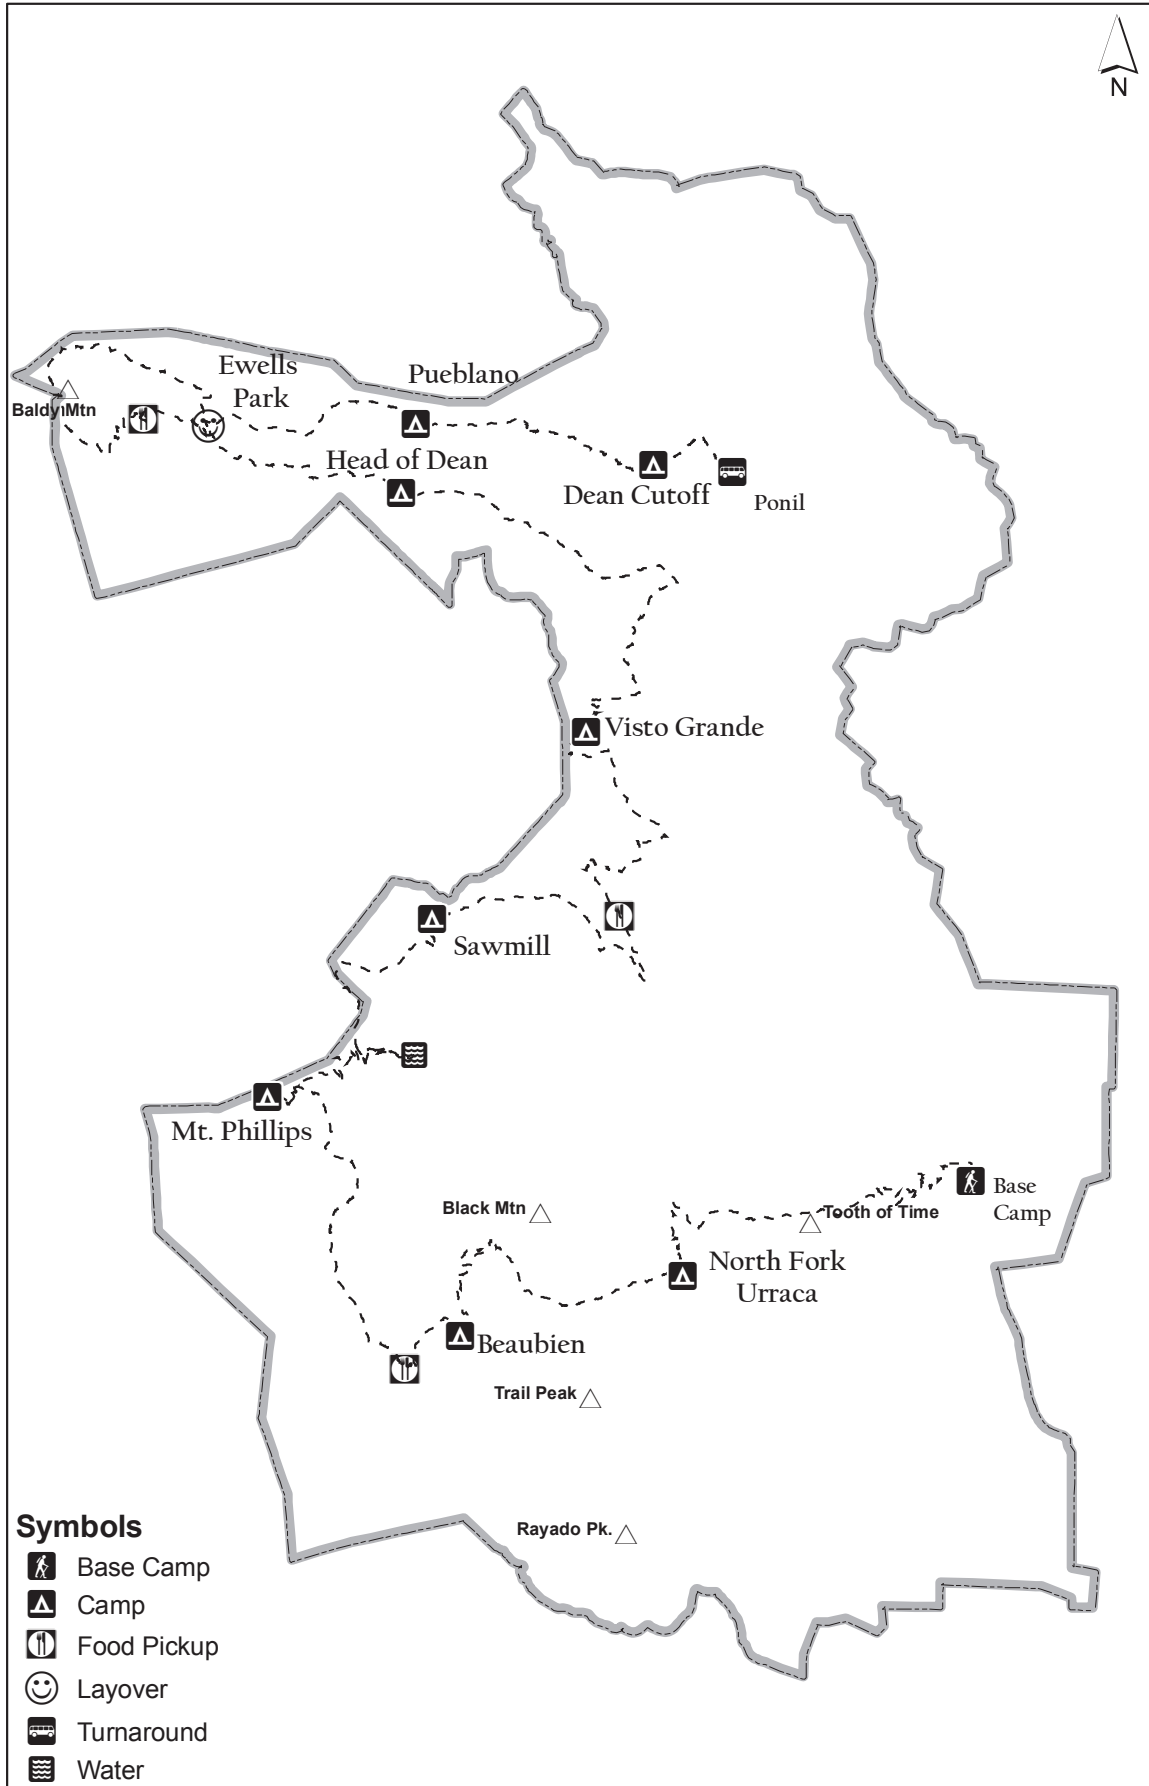 N
Ewells
Park
Pueblano
Baldy Mtn
Head of Dean
Dean Cutoff
Ponil
Visto Grande
Sawmill
Mt. Phillips
Black Mtn
Tooth of Time
Base
Camp
North Fork
Urraca
Beaubien
Trail Peak
Rayado Pk.
Symbols
Base Camp
Camp
Food Pickup
Layover
Turnaround
Water